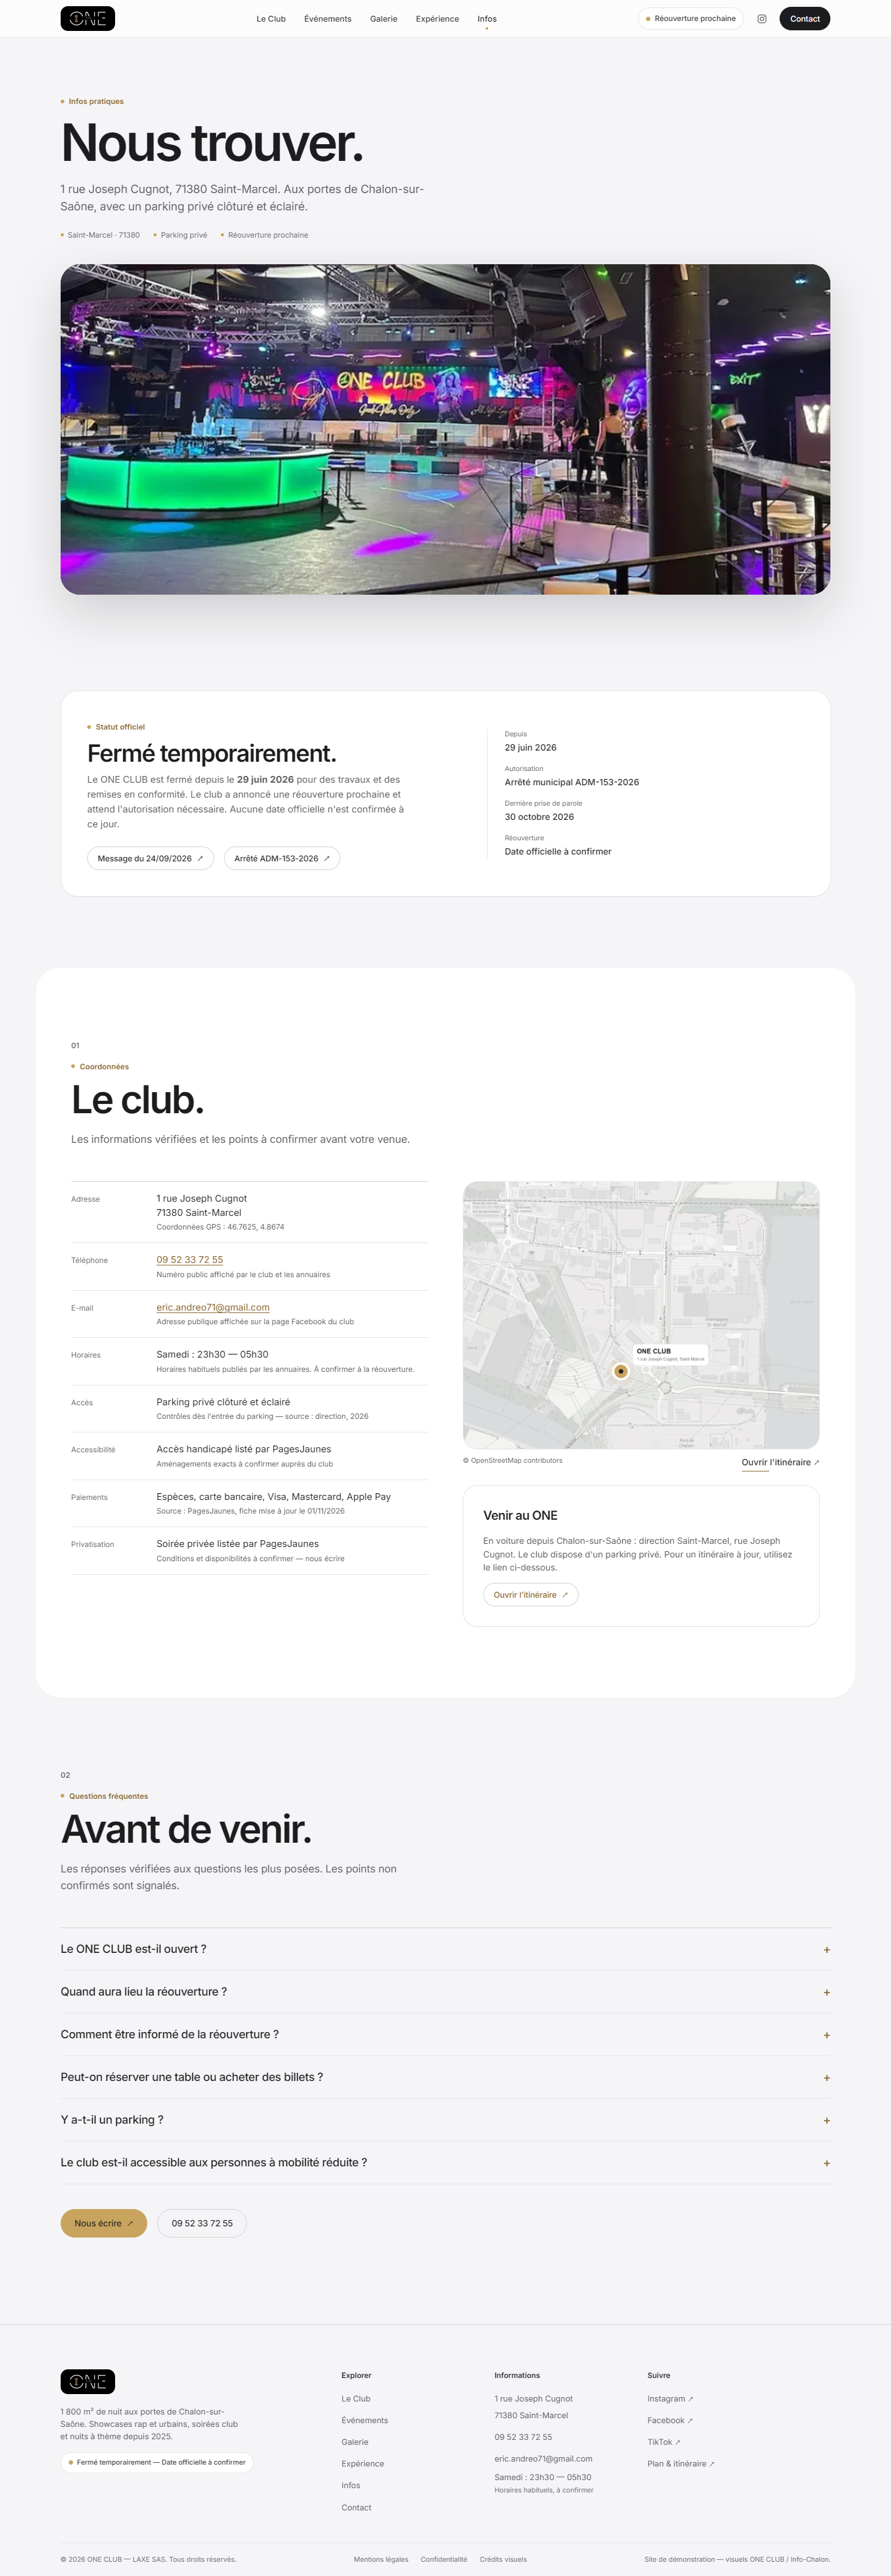 ONE
Le Club
Événements
Galerie
Expérience
Infos
Réouverture prochaine
Contact
Infos pratiques
Nous trouver.
1 rue Joseph Cugnot, 71380 Saint-Marcel. Aux portes de Chalon-sur-
Saône, avec un parking privé clôturé et éclairé.
Saint-Marcel · 71380
Parking privé
Réouverture prochaine
ONE CLUB
EXIT
Statut officiel
Fermé temporairement.
Le ONE CLUB est fermé depuis le 29 juin 2026 pour des travaux et des
remises en conformité. Le club a annoncé une réouverture prochaine et
attend l'autorisation nécessaire. Aucune date officielle n'est confirmée à
ce jour.
Message du 24/09/2026 ↗
Arrêté ADM-153-2026 ↗
Depuis
29 juin 2026
Autorisation
Arrêté municipal ADM-153-2026
Dernière prise de parole
30 octobre 2026
Réouverture
Date officielle à confirmer
01
Coordonnées
Le club.
Les informations vérifiées et les points à confirmer avant votre venue.
Adresse
1 rue Joseph Cugnot
71380 Saint-Marcel
Coordonnées GPS : 46.7625, 4.8674
Téléphone
09 52 33 72 55
Numéro public affiché par le club et les annuaires
E-mail
eric.andreo71@gmail.com
Adresse publique affichée sur la page Facebook du club
Horaires
Samedi : 23h30 — 05h30
Horaires habituels publiés par les annuaires. À confirmer à la réouverture.
Accès
Parking privé clôturé et éclairé
Contrôles dès l'entrée du parking — source : direction, 2026
Accessibilité
Accès handicapé listé par PagesJaunes
Aménagements exacts à confirmer auprès du club
Paiements
Espèces, carte bancaire, Visa, Mastercard, Apple Pay
Source : PagesJaunes, fiche mise à jour le 01/11/2026
Privatisation
Soirée privée listée par PagesJaunes
Conditions et disponibilités à confirmer — nous écrire
ONE CLUB
1 rue Joseph Cugnot, Saint-Marcel
© OpenStreetMap contributors
Ouvrir l'itinéraire ↗
Venir au ONE
En voiture depuis Chalon-sur-Saône : direction Saint-Marcel, rue Joseph
Cugnot. Le club dispose d'un parking privé. Pour un itinéraire à jour, utilisez
le lien ci-dessous.
Ouvrir l'itinéraire ↗
02
Questions fréquentes
Avant de venir.
Les réponses vérifiées aux questions les plus posées. Les points non
confirmés sont signalés.
Le ONE CLUB est-il ouvert ? +
Quand aura lieu la réouverture ? +
Comment être informé de la réouverture ? +
Peut-on réserver une table ou acheter des billets ? +
Y a-t-il un parking ? +
Le club est-il accessible aux personnes à mobilité réduite ? +
Nous écrire ↗
09 52 33 72 55
ONE
1 800 m² de nuit aux portes de Chalon-sur-
Saône. Showcases rap et urbains, soirées club
et nuits à thème depuis 2025.
Fermé temporairement — Date officielle à confirmer
Explorer
Le Club
Événements
Galerie
Expérience
Infos
Contact
Informations
1 rue Joseph Cugnot
71380 Saint-Marcel
09 52 33 72 55
eric.andreo71@gmail.com
Samedi : 23h30 — 05h30
Horaires habituels, à confirmer
Suivre
Instagram ↗
Facebook ↗
TikTok ↗
Plan & itinéraire ↗
© 2026 ONE CLUB — LAXE SAS. Tous droits réservés.
Mentions légales
Confidentialité
Crédits visuels
Site de démonstration — visuels ONE CLUB / Info-Chalon.